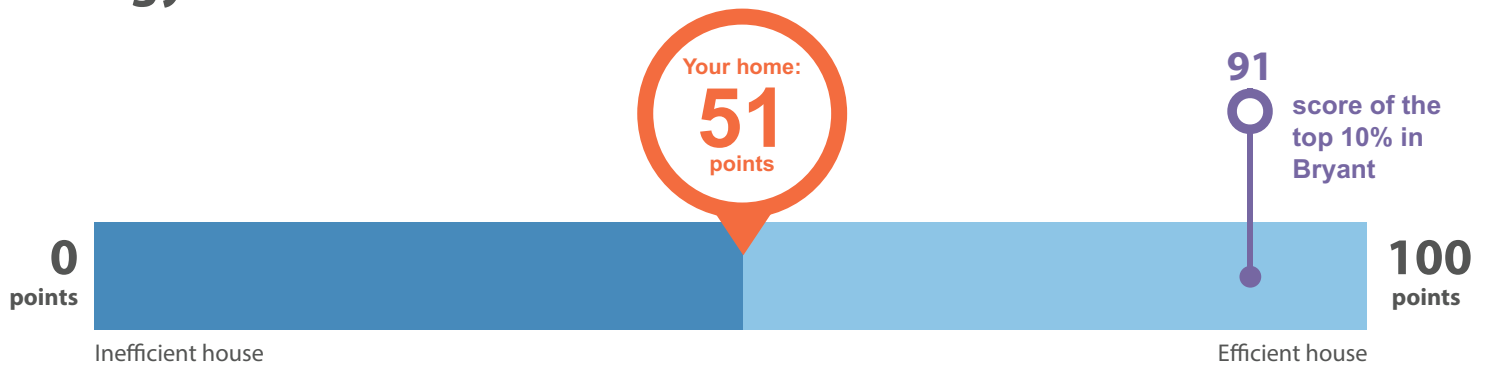 Your home:
51
points
91
score of the
top 10% in
Bryant
0
points
100
points
Inefficient house
Efficient house